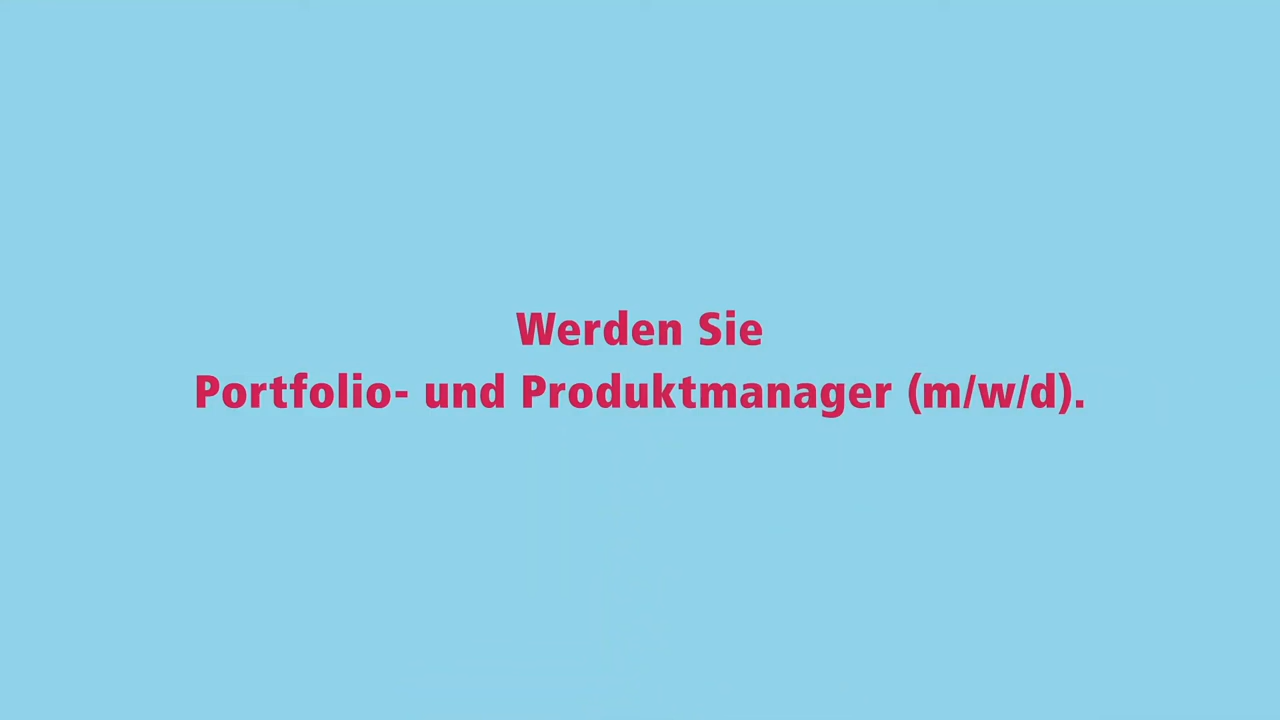 Werden Sie
Portfolio- und Produktmanager (m/w/d).